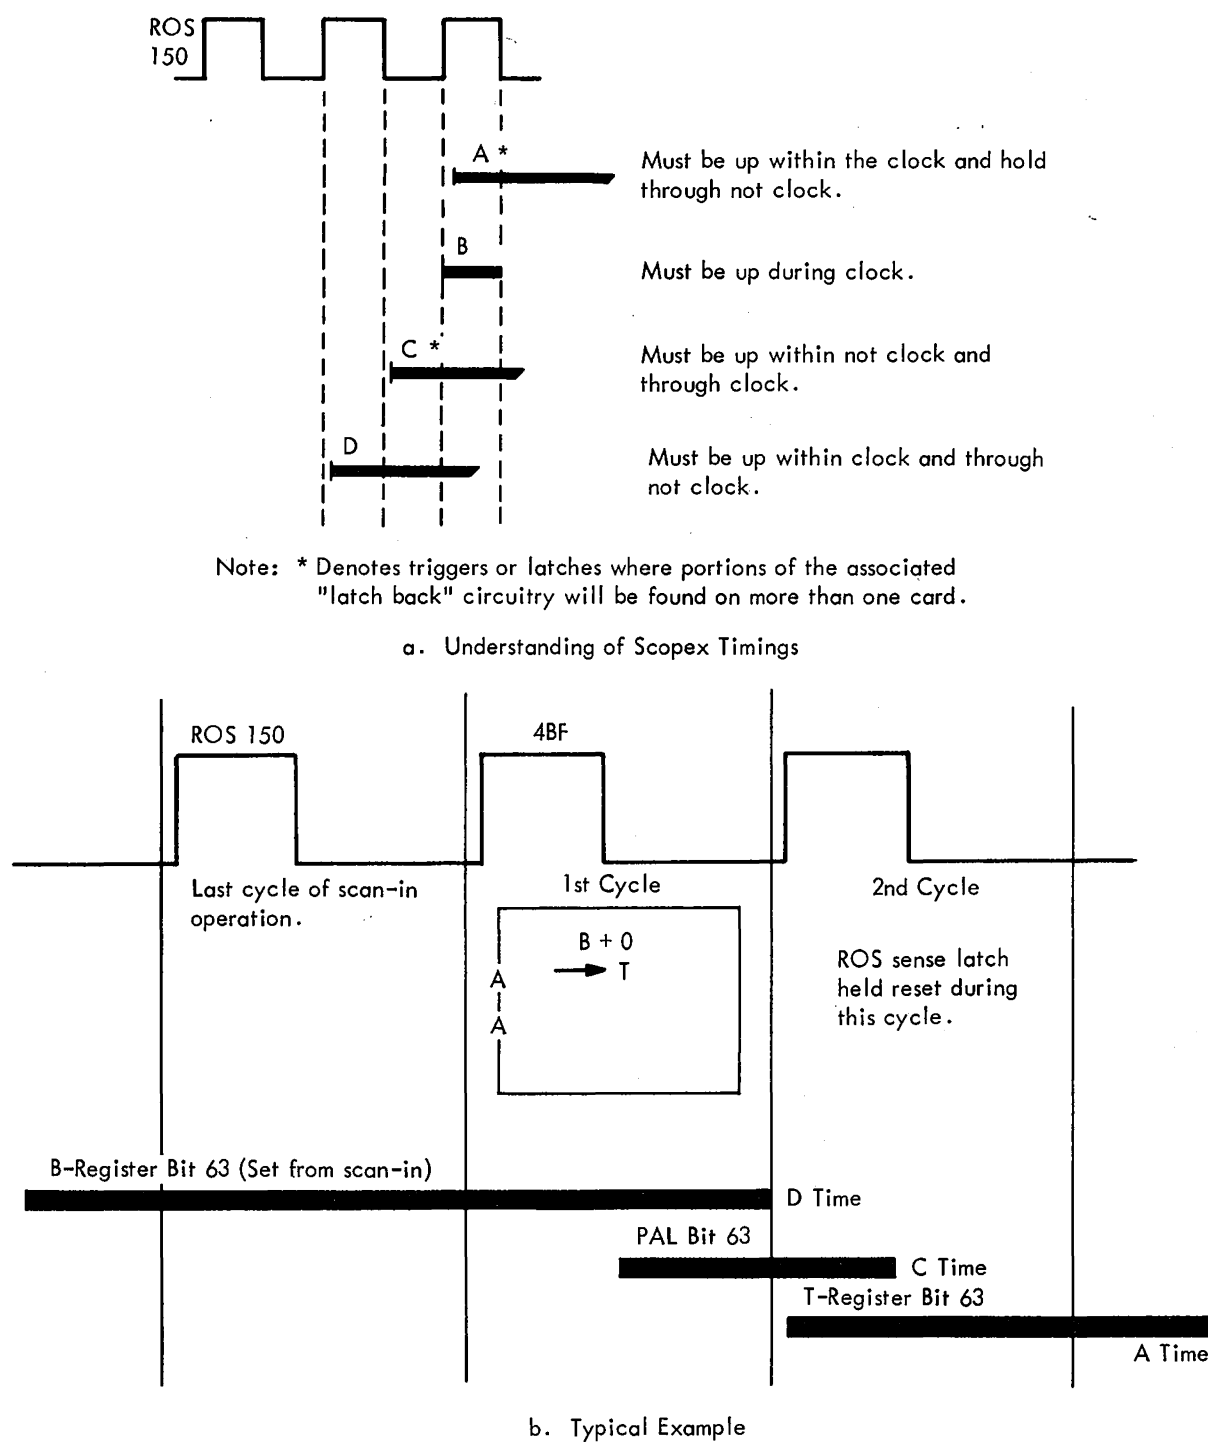 ROS
150
A *
Must be up within the clock and hold
through not clock.
B
Must be up during clock.
C *
Must be up within not clock and
through clock.
D
Must be up within clock and through
not clock.
Note: * Denotes triggers or latches where portions of the associated
"latch back" circuitry will be found on more than one card.
a. Understanding of Scopex Timings
ROS 150
4BF
Last cycle of scan-in
operation.
1st Cycle
2nd Cycle
B + 0
T
A
A
ROS sense latch
held reset during
this cycle.
B-Register Bit 63 (Set from scan-in)
D Time
PAL Bit 63
C Time
T-Register Bit 63
A Time
b. Typical Example